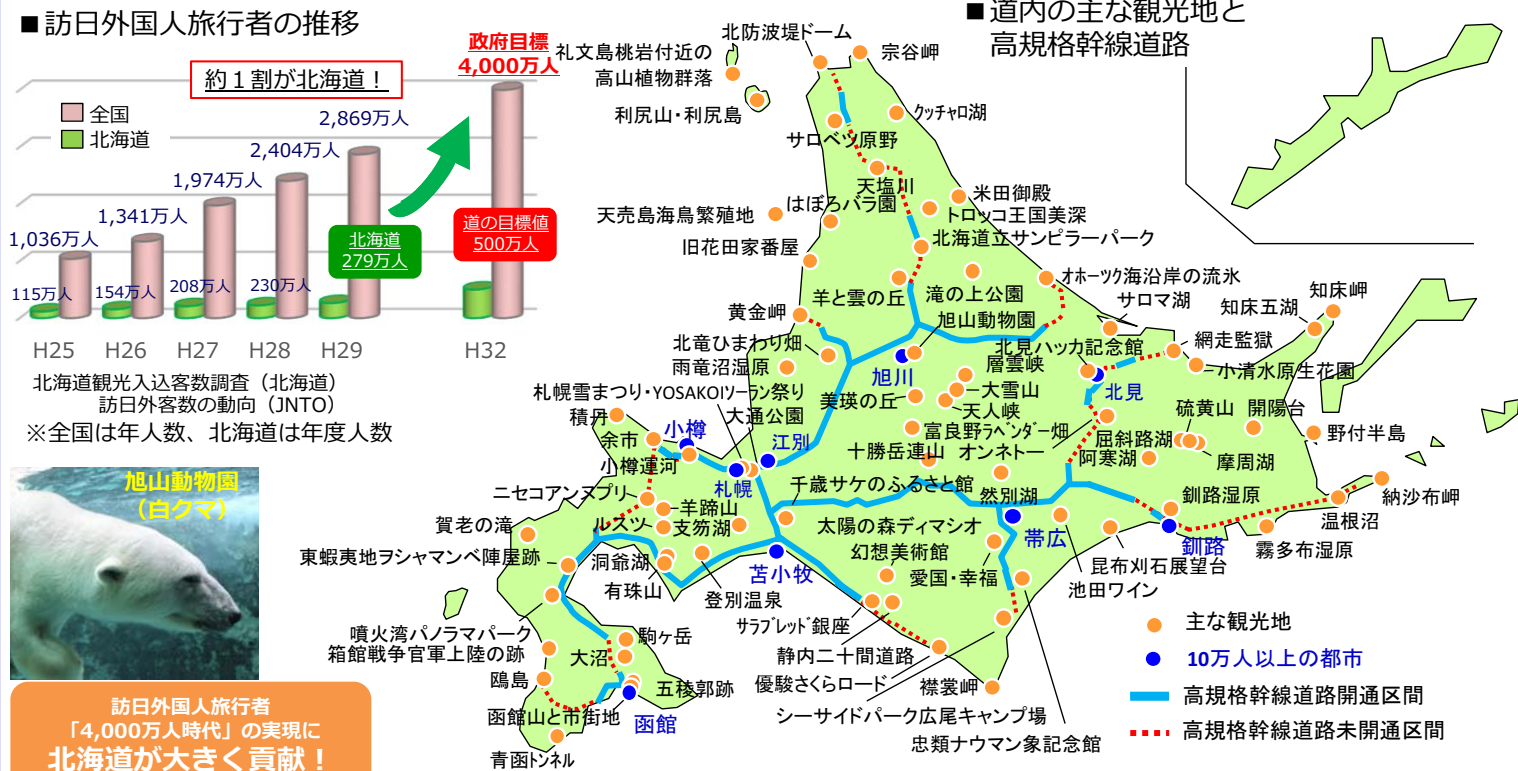 ■訪日外国人旅行者の推移
約１割が北海道！
政府目標
4,000万人
全国
北海道
1,036万人
1,341万人
1,974万人
2,404万人
2,869万人
115万人
154万人
208万人
230万人
北海道
279万人
道の目標値
500万人
H25
H26
H27
H28
H29
H32
北海道観光入込客数調査（北海道）
訪日外客数の動向（JNTO）
※全国は年人数、北海道は年度人数
旭山動物園
（白クマ）
訪日外国人旅行者
「4,000万人時代」の実現に
北海道が大きく貢献！
■道内の主な観光地と
高規格幹線道路
北防波堤ドーム
宗谷岬
礼文島桃岩付近の
高山植物群落
利尻山・利尻島
クッチャロ湖
サロベツ原野
天塩川
米田御殿
はぼろバラ園
トロッコ王国美深
天売島海鳥繁殖地
北海道立サンピラーパーク
旧花田家番屋
オホーツク海沿岸の流氷
羊と雲の丘
滝の上公園
サロマ湖
知床岬
知床五湖
黄金岬
旭山動物園
北見ハッカ記念館
網走監獄
北竜ひまわり畑
雨竜沼湿原
旭川
層雲峡
北見
小清水原生花園
札幌雪まつり・YOSAKOIソーラン祭り
大通公園
美瑛の丘
大雪山
天人峡
硫黄山
開陽台
積丹
余市
小樽
江別
富良野ラベンダー畑
屈斜路湖
野付半島
小樽運河
十勝岳連山
オンネトー
阿寒湖
摩周湖
札幌
ニセコアンヌプリ
千歳サケのふるさと館
然別湖
釧路湿原
納沙布岬
羊蹄山
温根沼
賀老の滝
ルスツ
支笏湖
太陽の森ディマシオ
幻想美術館
帯広
釧路
霧多布湿原
東蝦夷地ヲシャマンベ陣屋跡
洞爺湖
有珠山
苫小牧
愛国・幸福
昆布刈石展望台
池田ワイン
登別温泉
噴火湾パノラマパーク
サラブレッド銀座
箱館戦争官軍上陸の跡
駒ヶ岳
大沼
静内二十間道路
鴎島
五稜郭跡
優駿さくらロード
襟裳岬
函館山と市街地
函館
シーサイドパーク広尾キャンプ場
忠類ナウマン象記念館
青函トンネル
主な観光地
10万人以上の都市
高規格幹線道路開通区間
高規格幹線道路未開通区間